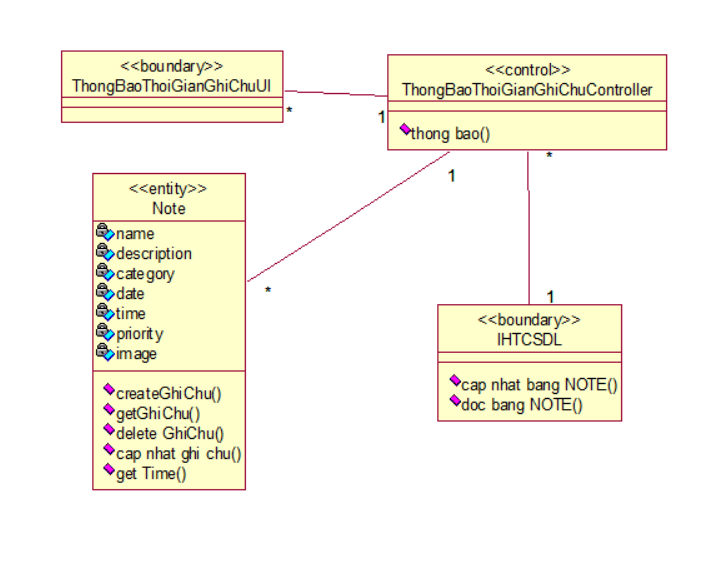 <<boundary>>
ThongBaoThoiGianGhiChuUI
*
<<control>>
ThongBaoThoiGianGhiChuController
1
thong bao()
1
*
<<entity>>
Note
name
description
category
date
time
priority
image
createGhiChu()
getGhiChu()
delete GhiChu()
cap nhat ghi chu()
get Time()
*
1
<<boundary>>
IHTCSDL
cap nhat bang NOTE()
doc bang NOTE()